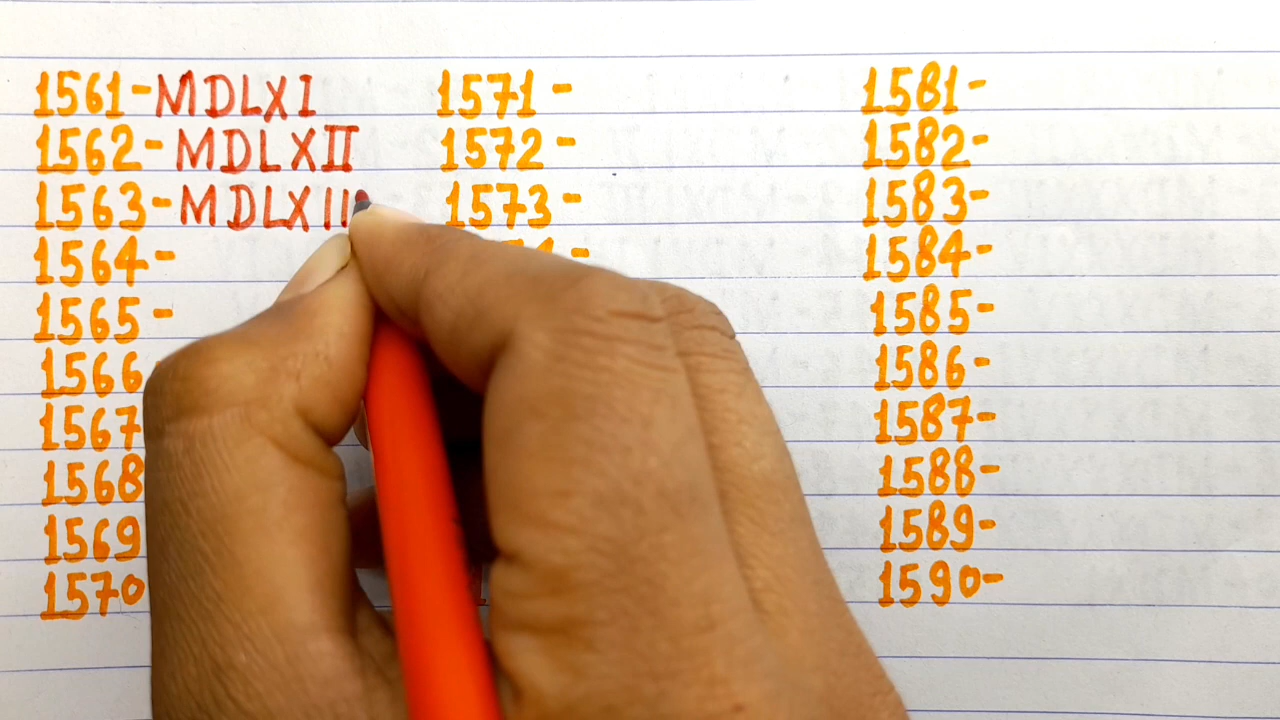 1561-MDLXI 1571- 1581-
1562-MDLXII 1572- 1582-
1563-MDLXIII 1573- 1583-
1564- 1584-
1565- 1585-
1566 1586-
1567 1587-
1568 1588-
1569 1589-
1570 1590-